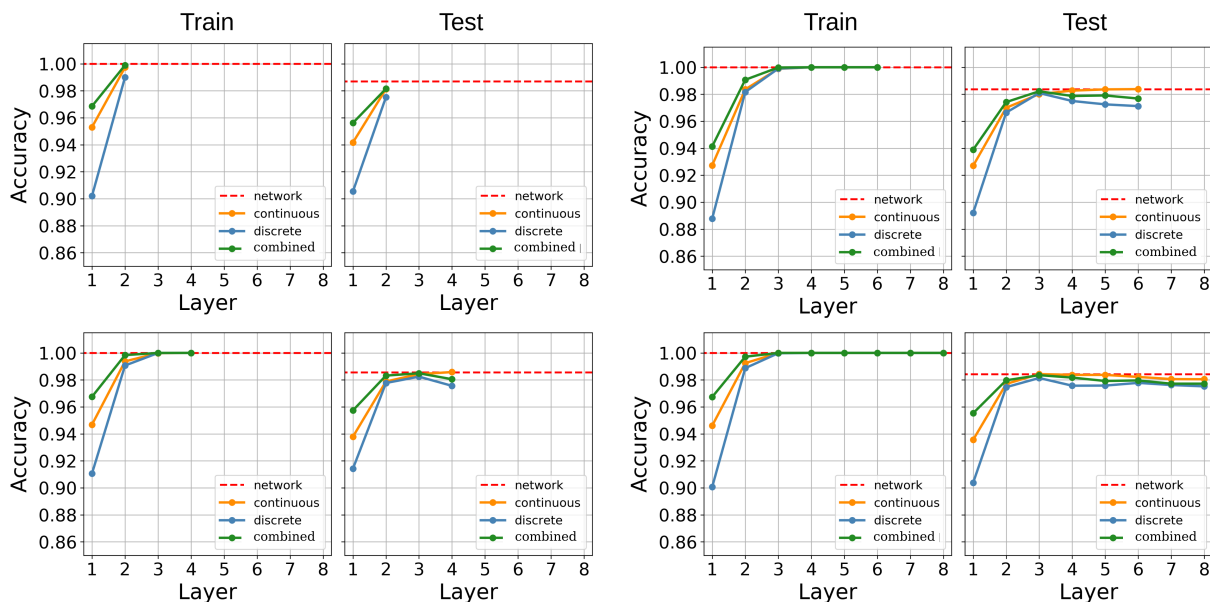 Train
Test
Accuracy
1.00
0.98
0.96
0.94
0.92
0.90
0.88
0.86
network
continuous
discrete
combined
1 2 3 4 5 6 7 8
Layer
network
continuous
discrete
combined
1 2 3 4 5 6 7 8
Layer
Train
Test
Accuracy
1.00
0.98
0.96
0.94
0.92
0.90
0.88
0.86
network
continuous
discrete
combined
1 2 3 4 5 6 7 8
Layer
network
continuous
discrete
combined
1 2 3 4 5 6 7 8
Layer
Accuracy
1.00
0.98
0.96
0.94
0.92
0.90
0.88
0.86
network
continuous
discrete
combined
1 2 3 4 5 6 7 8
Layer
network
continuous
discrete
combined
1 2 3 4 5 6 7 8
Layer
Accuracy
1.00
0.98
0.96
0.94
0.92
0.90
0.88
0.86
network
continuous
discrete
combined
1 2 3 4 5 6 7 8
Layer
network
continuous
discrete
combined
1 2 3 4 5 6 7 8
Layer